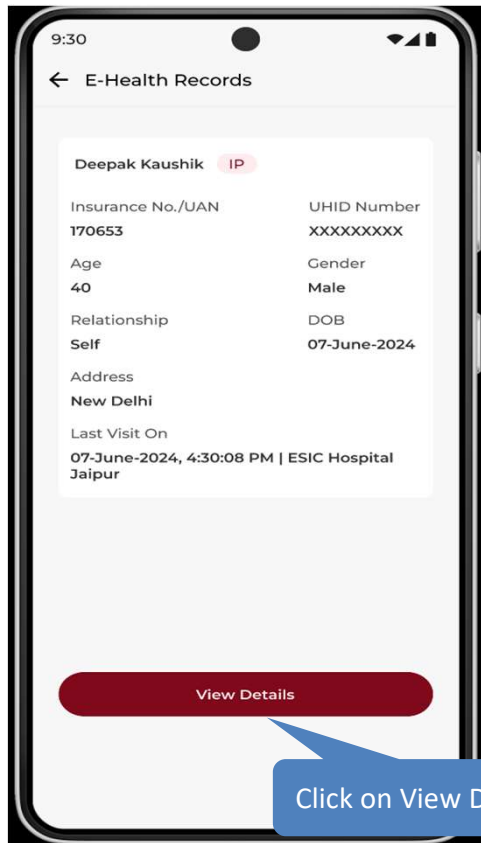 9:30
E-Health Records
Deepak Kaushik IP
Insurance No./UAN UHID Number
170653 XXXXXXXXX
Age Gender
40 Male
Relationship DOB
Self 07-June-2024
Address
New Delhi
Last Visit On
07-June-2024, 4:30:08 PM | ESIC Hospital
Jaipur
View Details
Click on View